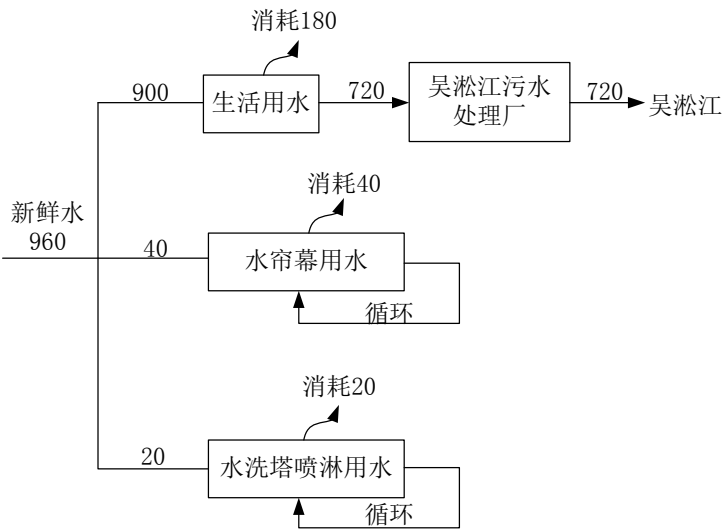 消耗180
900
生活用水
720
吴淞江污水
处理厂
720
吴淞江
消耗40
新鲜水
960
40
水帘幕用水
循环
消耗20
20
水洗塔喷淋用水
循环